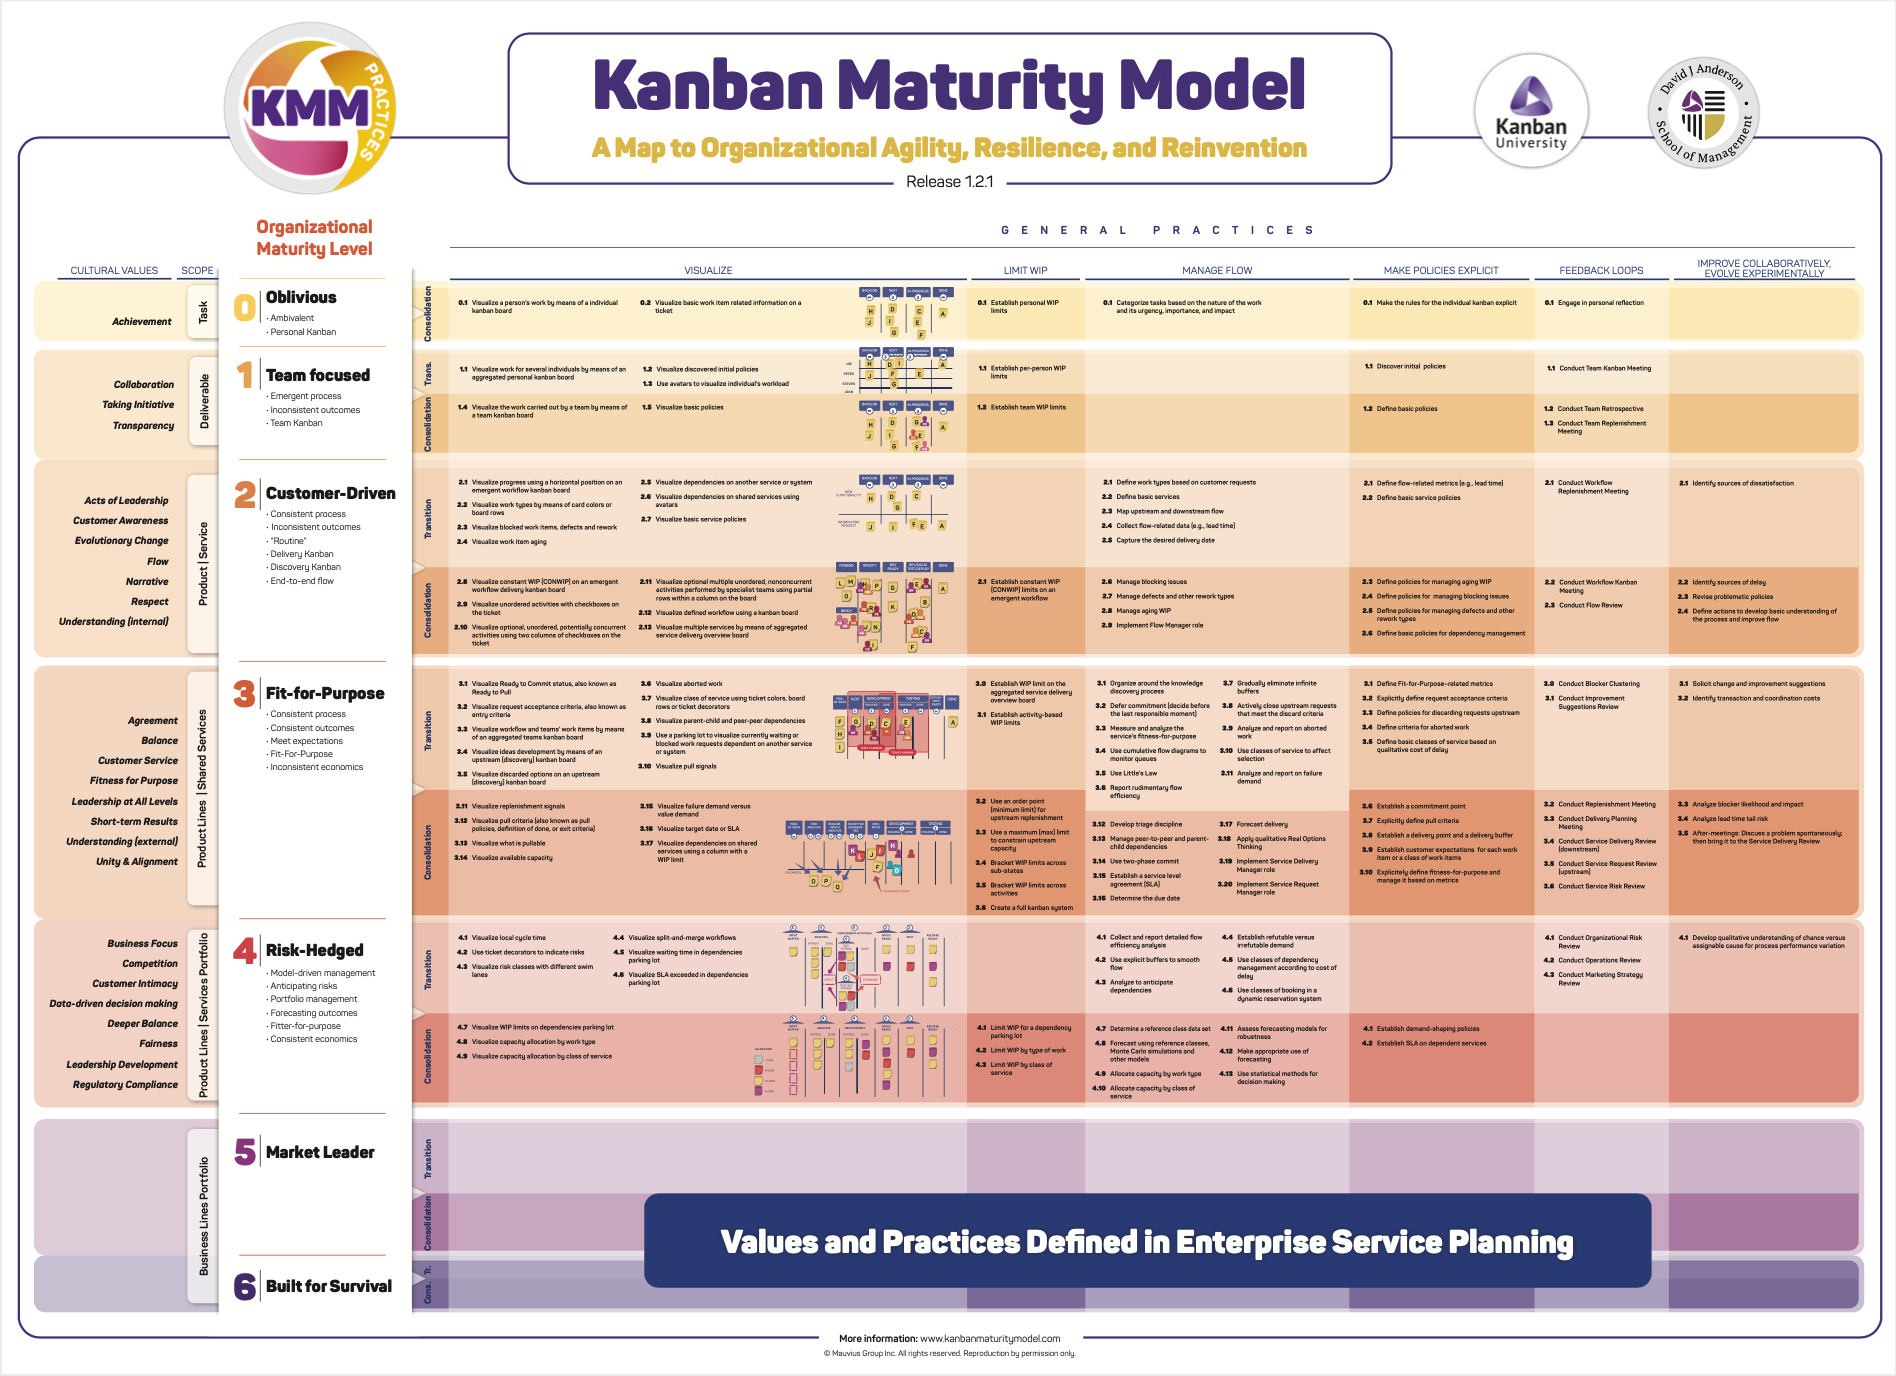 KMM
PRACTICES
Kanban Maturity Model
A Map to Organizational Agility, Resilience, and Reinvention
Release 1.2.1
Kanban
University
David J Anderson
School of Management
Organizational
Maturity Level
GENERAL PRACTICES
CULTURAL VALUES
SCOPE
VISUALIZE
LIMIT WIP
MANAGE FLOW
MAKE POLICIES EXPLICIT
FEEDBACK LOOPS
IMPROVE COLLABORATIVELY,
EVOLVE EXPERIMENTALLY
Achievement
Task
0 Oblivious
· Ambivalent
· Personal Kanban
Consolidation
0.1 Visualize a person's work by means of a individual
kanban board
0.2 Visualize basic work item related information on a
ticket
0.1 Establish personal WIP
limits
0.1 Categorize tasks based on the nature of the work
and its urgency, importance, and impact
0.1 Make the rules for the individual kanban explicit
0.1 Engage in personal reflection
Collaboration
Taking Initiative
Transparency
Deliverable
1 Team focused
· Emergent process
· Inconsistent outcomes
· Team Kanban
Trans.
1.1 Visualize work for several individuals by means of an
aggregated personal kanban board
1.2 Visualize discovered initial policies
1.3 Use avatars to visualize individual's workload
1.1 Establish per-person WIP
limits
1.1 Discover initial policies
1.1 Conduct Team Kanban Meeting
Consolidation
1.4 Visualize the work carried out by a team by means of
a team kanban board
1.5 Visualize basic policies
1.2 Establish team WIP limits
1.2 Define basic policies
1.2 Conduct Team Retrospective
1.3 Conduct Team Replenishment
Meeting
Acts of Leadership
Customer Awareness
Evolutionary Change
Flow
Narrative
Respect
Understanding (internal)
Product | Service
2 Customer-Driven
· Consistent process
· Inconsistent outcomes
· "Routine"
· Delivery Kanban
· Discovery Kanban
· End-to-end flow
Transition
2.1 Visualize progress using a horizontal position on an
emergent workflow kanban board
2.2 Visualize work types by means of card colors or
board rows
2.3 Visualize blocked work items, defects and rework
2.4 Visualize work item aging
2.5 Visualize dependencies on another service or system
2.6 Visualize dependencies on shared services using
avatars
2.7 Visualize basic service policies
2.1 Define work types based on customer requests
2.2 Define basic services
2.3 Map upstream and downstream flow
2.4 Collect flow-related data (e.g., lead time)
2.5 Capture the desired delivery date
2.1 Define flow-related metrics (e.g., lead time)
2.2 Define basic service policies
2.1 Conduct Workflow
Replenishment Meeting
2.1 Identify sources of dissatisfaction
Consolidation
2.8 Visualize constant WIP (CONWIP) on an emergent
workflow delivery kanban board
2.9 Visualize unordered activities with checkboxes on
the ticket
2.10 Visualize optional, unordered, potentially concurrent
activities using two columns of checkboxes on the
ticket
2.11 Visualize optional multiple unordered, nonconcurrent
activities performed by specialist teams using partial
rows within a column on the board
2.12 Visualize defined workflow using a kanban board
2.13 Visualize multiple services by means of aggregated
service delivery overview board
2.1 Establish constant WIP
(CONWIP) limits on an
emergent workflow
2.6 Manage blocking issues
2.7 Manage defects and other rework types
2.8 Manage aging WIP
2.9 Implement Flow Manager role
2.3 Define policies for managing aging WIP
2.4 Define policies for managing blocking issues
2.5 Define policies for managing defects and other
rework types
2.6 Define basic policies for dependency management
2.2 Conduct Workflow Kanban
Meeting
2.3 Conduct Flow Review
2.2 Identify sources of delay
2.3 Revise problematic policies
2.4 Define actions to develop basic understanding of
the process and improve flow
Agreement
Balance
Customer Service
Fitness for Purpose
Leadership at All Levels
Short-term Results
Understanding (external)
Unity & Alignment
Product Lines | Shared Services
3 Fit-for-Purpose
· Consistent process
· Consistent outcomes
· Meet expectations
· Fit-For-Purpose
· Inconsistent economics
Transition
3.1 Visualize Ready to Commit status, also known as
Ready to Pull
3.2 Visualize request acceptance criteria, also known as
entry criteria
3.3 Visualize workflow and teams' work items by means
of an aggregated teams kanban board
3.4 Visualize ideas development by means of an
upstream (discovery) kanban board
3.5 Visualize discarded options on an upstream
(discovery) kanban board
3.6 Visualize aborted work
3.7 Visualize class of service using ticket colors, board
rows or ticket decorators
3.8 Visualize parent-child and peer-peer dependencies
3.9 Use a parking lot to visualize currently waiting or
blocked work requests dependent on another service
or system
3.10 Visualize pull signals
3.0 Establish WIP limit on the
aggregated service delivery
overview board
3.1 Establish activity-based
WIP limits
3.1 Organize around the knowledge
discovery process
3.2 Defer commitment (decide before
the last responsible moment)
3.3 Measure and analyze the
service's fitness-for-purpose
3.4 Use cumulative flow diagrams to
monitor queues
3.5 Use Little's Law
3.6 Report rudimentary flow
efficiency
3.7 Gradually eliminate infinite
buffers
3.8 Actively close upstream requests
that meet the discard criteria
3.9 Analyze and report on aborted
work
3.10 Use classes of service to affect
selection
3.11 Analyze and report on failure
demand
3.1 Define Fit-for-Purpose-related metrics
3.2 Explicitly define request acceptance criteria
3.3 Define policies for discarding requests upstream
3.4 Define criteria for aborted work
3.5 Define basic classes of service based on
qualitative cost of delay
3.0 Conduct Blocker Clustering
3.1 Conduct Improvement
Suggestions Review
3.1 Solicit change and improvement suggestions
3.2 Identify transaction and coordination costs
Consolidation
3.11 Visualize replenishment signals
3.12 Visualize pull criteria (also known as pull
policies, definition of done, or exit criteria)
3.13 Visualize what is pullable
3.14 Visualize available capacity
3.15 Visualize failure demand versus
value demand
3.16 Visualize target date or SLA
3.17 Visualize dependencies on shared
services using a column with a
WIP limit
3.2 Use an order point
(minimum limit) for
upstream replenishment
3.3 Use a maximum (max) limit
to constrain upstream
capacity
3.4 Bracket WIP limits across
sub-states
3.5 Bracket WIP limits across
activities
3.6 Create a full kanban system
3.12 Develop triage discipline
3.13 Manage peer-to-peer and parent-
child dependencies
3.14 Use two-phase commit
3.15 Establish a service level
agreement (SLA)
3.16 Determine the due date
3.17 Forecast delivery
3.18 Apply qualitative Real Options
Thinking
3.19 Implement Service Delivery
Manager role
3.20 Implement Service Request
Manager role
3.6 Establish a commitment point
3.7 Explicitly define pull criteria
3.8 Establish a delivery point and a delivery buffer
3.9 Establish customer expectations for each work
item or a class of work items
3.10 Explicitely define fitness-for-purpose and
manage it based on metrics
3.2 Conduct Replenishment Meeting
3.3 Conduct Delivery Planning
Meeting
3.4 Conduct Service Delivery Review
(downstream)
3.5 Conduct Service Request Review
(upstream)
3.6 Conduct Service Risk Review
3.3 Analyze blocker likelihood and impact
3.4 Analyze lead time tail risk
3.5 After-meetings: Discuss a problem spontaneously;
then bring it to the Service Delivery Review
Business Focus
Competition
Customer Intimacy
Data-driven decision making
Deeper Balance
Fairness
Leadership Development
Regulatory Compliance
Product Lines | Services Portfolio
4 Risk-Hedged
· Model-driven management
· Anticipating risks
· Portfolio management
· Forecasting outcomes
· Fitter-for-purpose
· Consistent economics
Transition
4.1 Visualize local cycle time
4.2 Use ticket decorators to indicate risks
4.3 Visualize risk classes with different swim
lanes
4.4 Visualize split-and-merge workflows
4.5 Visualize waiting time in dependencies
parking lot
4.6 Visualize SLA exceeded in dependencies
parking lot
4.1 Collect and report detailed flow
efficiency analysis
4.2 Use explicit buffers to smooth
flow
4.3 Analyze to anticipate
dependencies
4.4 Establish refutable versus
irrefutable demand
4.5 Use classes of dependency
management according to cost of
delay
4.6 Use classes of booking in a
dynamic reservation system
4.1 Conduct Organizational Risk
Review
4.2 Conduct Operations Review
4.3 Conduct Marketing Strategy
Review
4.1 Develop qualitative understanding of chance versus
assignable cause for process performance variation
Consolidation
4.7 Visualize WIP limits on dependencies parking lot
4.8 Visualize capacity allocation by work type
4.9 Visualize capacity allocation by class of service
4.1 Limit WIP for a dependency
parking lot
4.2 Limit WIP by type of work
4.3 Limit WIP by class of
service
4.7 Determine a reference class data set
4.8 Forecast using reference classes,
Monte Carlo simulations and
other models
4.9 Allocate capacity by work type
4.10 Allocate capacity by class of
service
4.11 Assess forecasting models for
robustness
4.12 Make appropriate use of
forecasting
4.13 Use statistical methods for
decision making
4.1 Establish demand-shaping policies
4.2 Establish SLA on dependent services
Business Lines Portfolio
5 Market Leader
Transition
Consolidation
Values and Practices Defined in Enterprise Service Planning
6 Built for Survival
Tr.
Cons.
More information: www.kanbanmaturitymodel.com
© Mauvius Group Inc. All rights reserved. Reproduction by permission only.